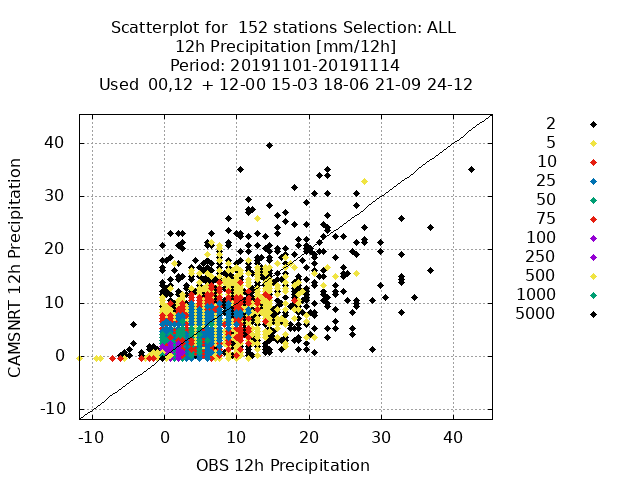 Scatterplot for  152 stations Selection: ALL
12h Precipitation [mm/12h]
Period: 20191101-20191114
Used  00,12  + 12-00 15-03 18-06 21-09 24-12
CAMSNRT 12h Precipitation
40
30
20
10
0
-10
-10 0 10 20 30 40
OBS 12h Precipitation
2
5
10
25
50
75
100
250
500
1000
5000